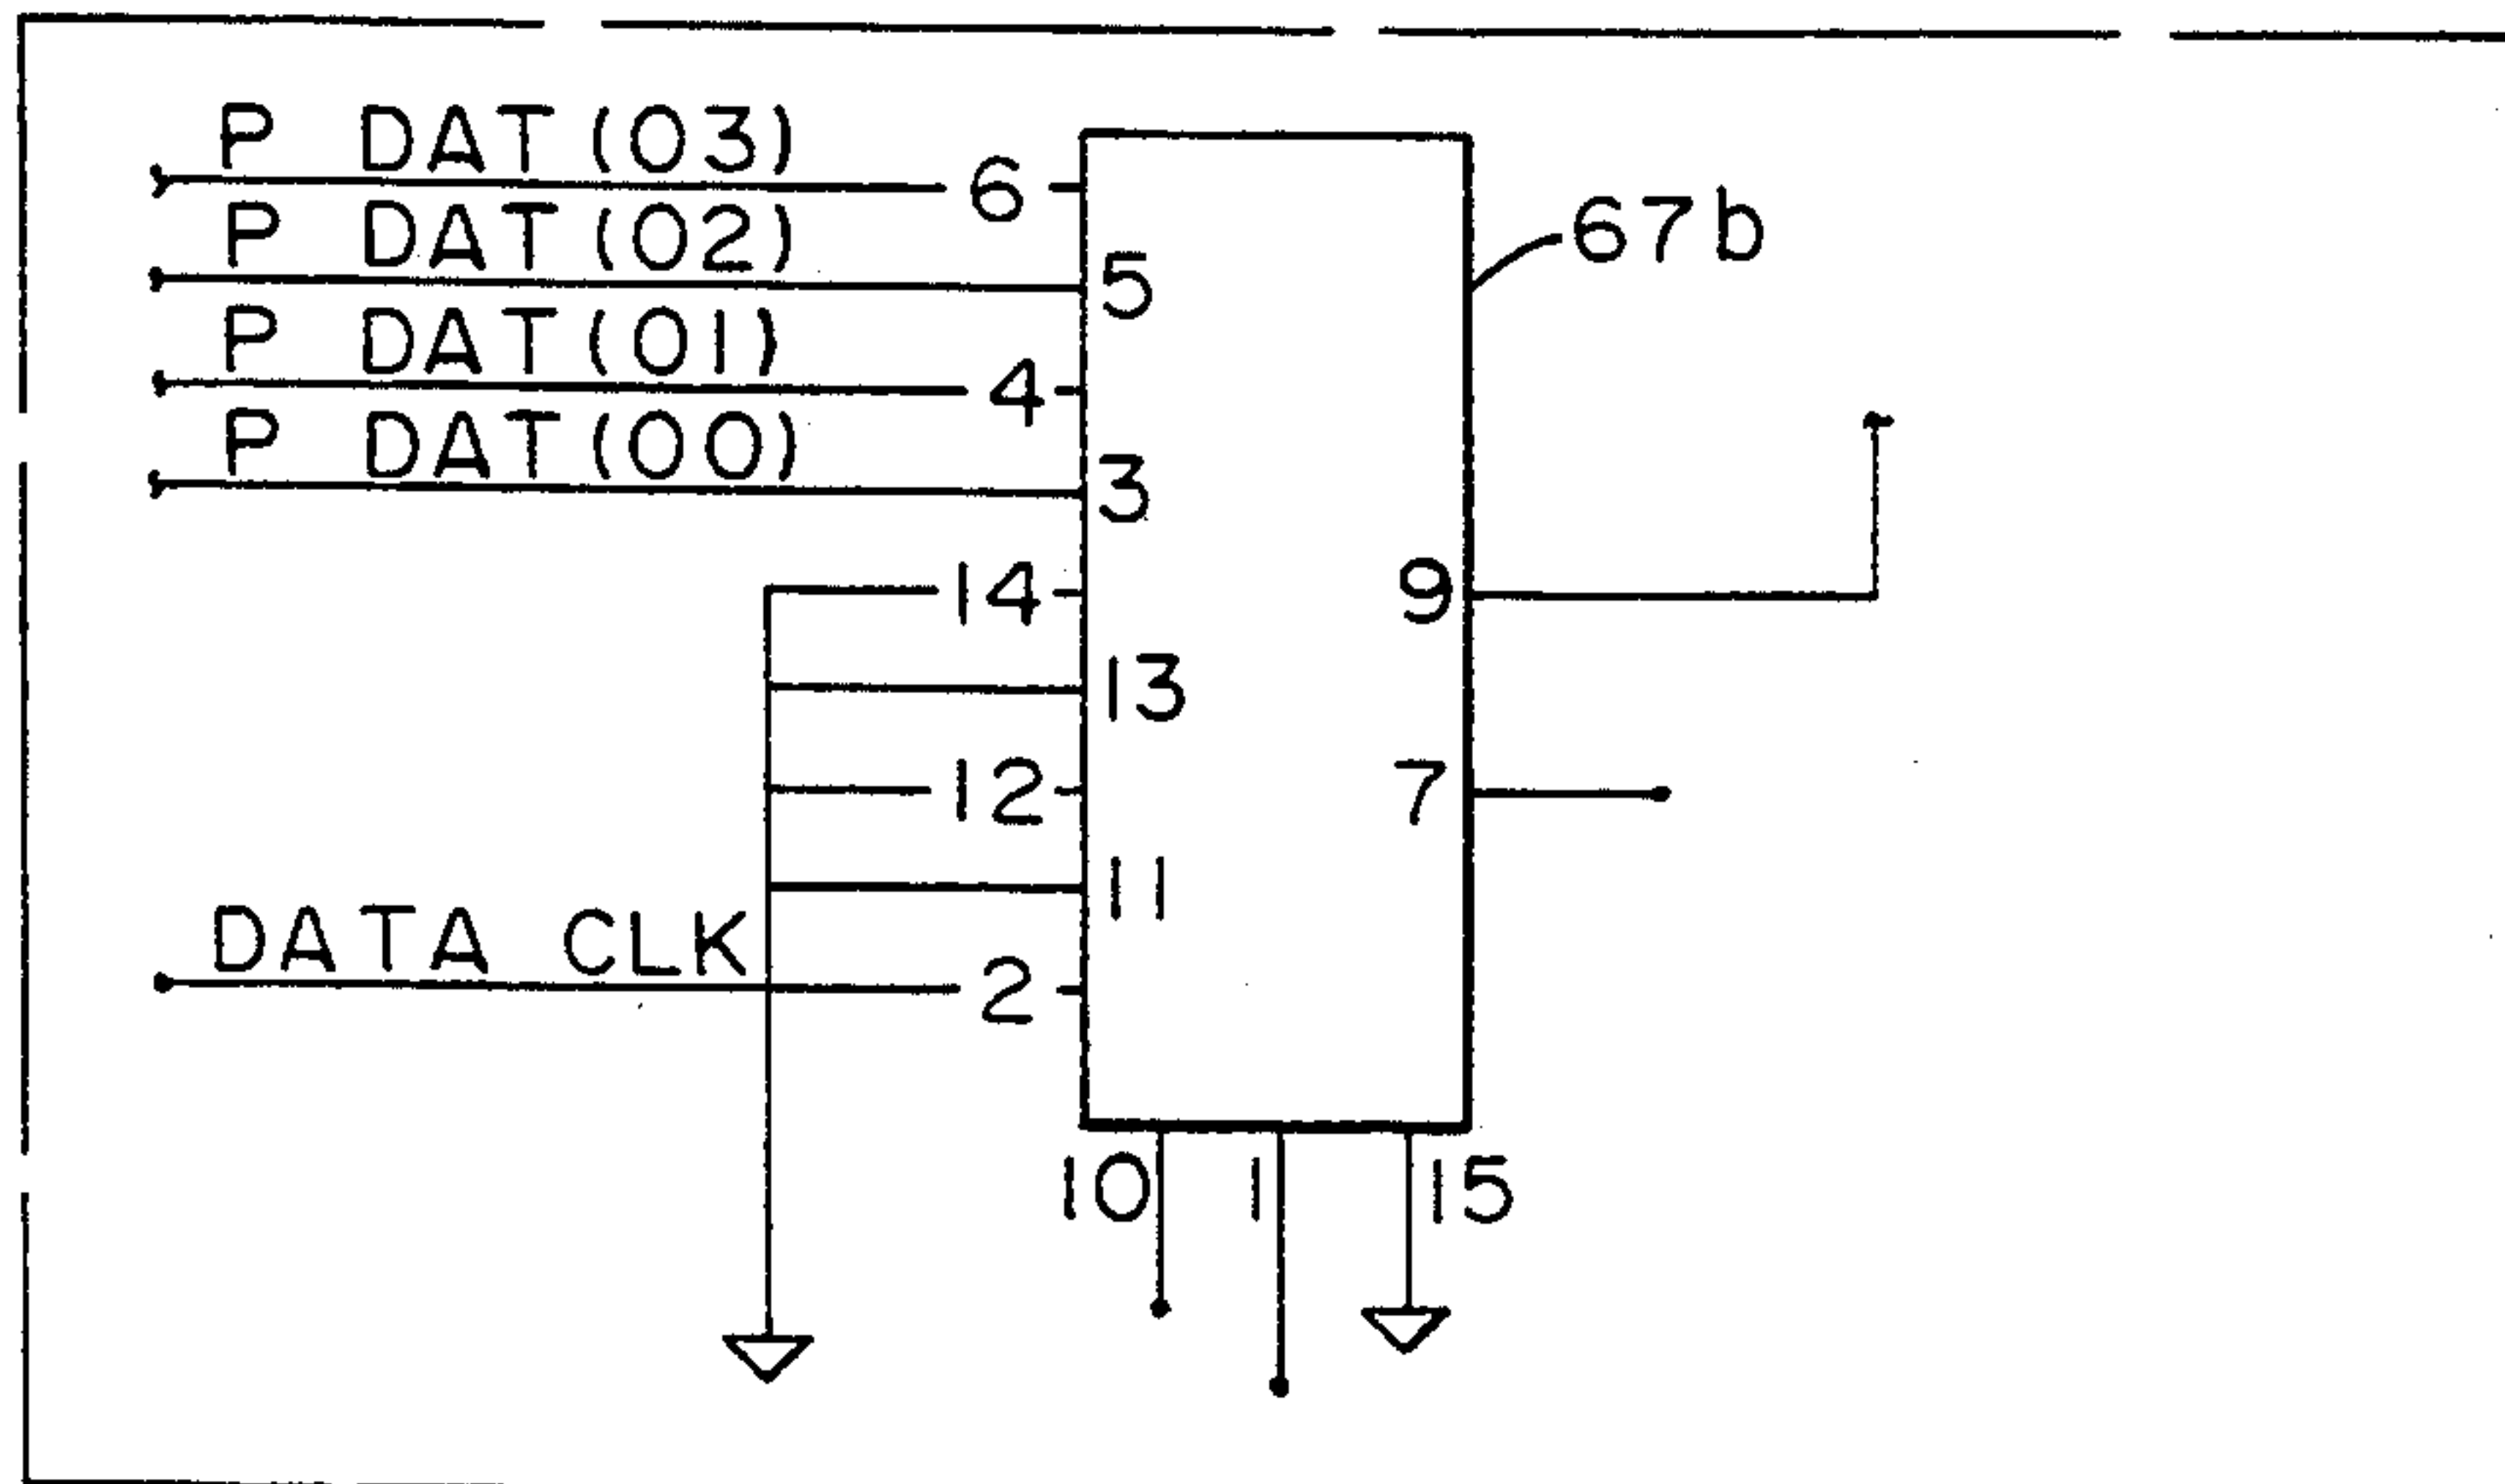 P DAT(03)
6
67b
P DAT(02)
5
P DAT(01)
4
P DAT(00)
3
14
9
13
12
7
11
DATA CLK
2
10
1
15